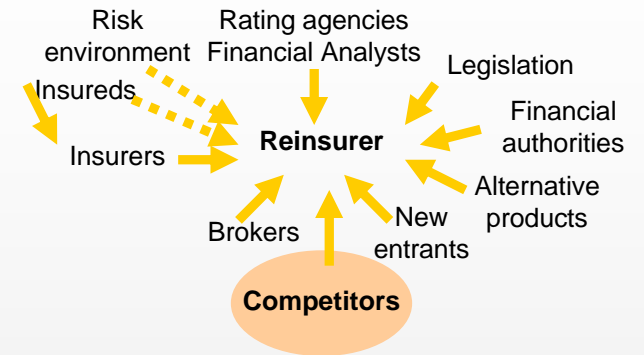 Risk
environment
Rating agencies
Financial Analysts
Legislation
Insureds
Financial
authorities
Insurers
Reinsurer
Alternative
products
Brokers
New
entrants
Competitors